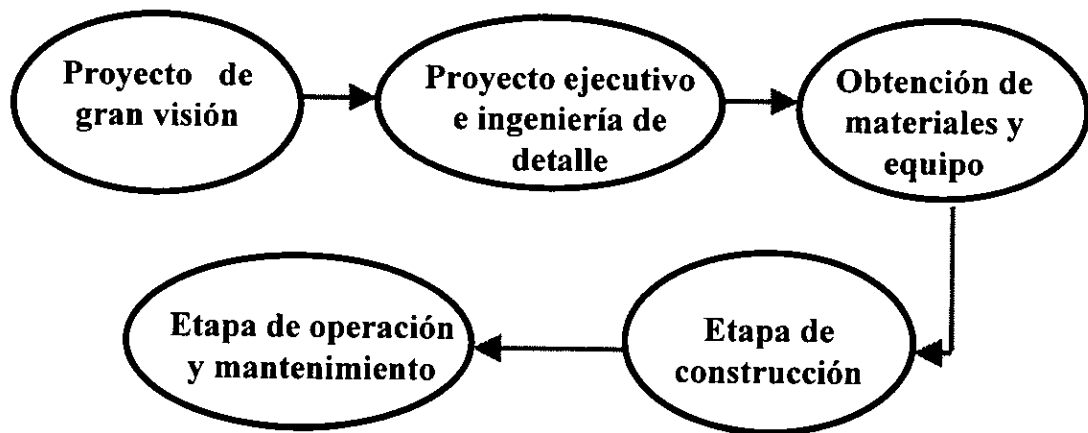 Proyecto de
gran visión
Proyecto ejecutivo
e ingeniería de
detalle
Obtención de
materiales y
equipo
Etapa de
construcción
Etapa de operación
y mantenimiento